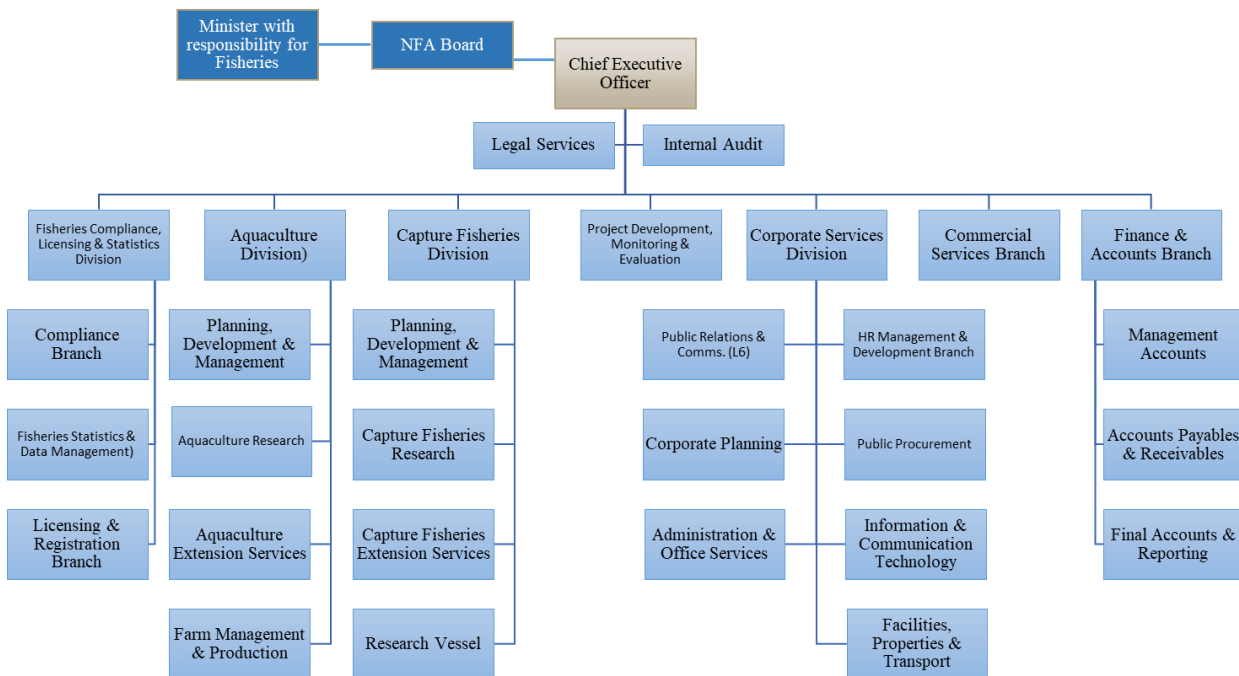 Minister with
responsibility for
Fisheries
NFA Board
Chief Executive
Officer
Legal Services
Internal Audit
Fisheries Compliance,
Licensing & Statistics
Division
Aquaculture
Division)
Capture Fisheries
Division
Project Development,
Monitoring &
Evaluation
Corporate Services
Division
Commercial
Services Branch
Finance &
Accounts Branch
Compliance
Branch
Planning,
Development &
Management
Planning,
Development &
Management
Public Relations &
Comms. (L6)
HR Management &
Development Branch
Management
Accounts
Fisheries Statistics &
Data Management)
Aquaculture Research
Capture Fisheries
Research
Corporate Planning
Public Procurement
Accounts Payables
& Receivables
Licensing &
Registration
Branch
Aquaculture
Extension Services
Capture Fisheries
Extension Services
Administration &
Office Services
Information &
Communication
Technology
Final Accounts &
Reporting
Farm Management
& Production
Research Vessel
Facilities,
Properties &
Transport